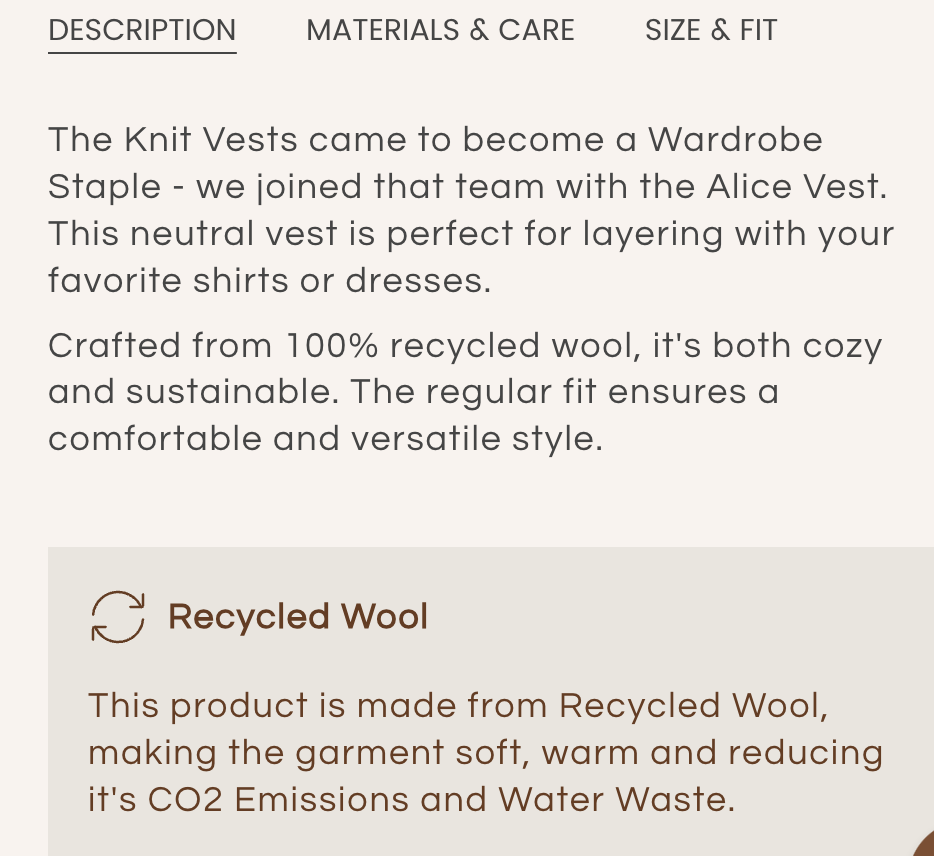 DESCRIPTION MATERIALS & CARE SIZE & FIT
The Knit Vests came to become a Wardrobe
Staple - we joined that team with the Alice Vest.
This neutral vest is perfect for layering with your
favorite shirts or dresses.
Crafted from 100% recycled wool, it's both cozy
and sustainable. The regular fit ensures a
comfortable and versatile style.
Recycled Wool
This product is made from Recycled Wool,
making the garment soft, warm and reducing
it's CO2 Emissions and Water Waste.